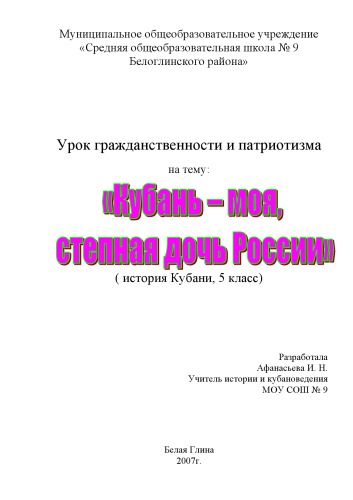 Муниципальное общеобразовательное учреждение
«Средняя общеобразовательная школа № 9
Белоглинского района»
Урок гражданственности и патриотизма
на тему:
«Кубань – моя,
степная дочь России»
( история Кубани, 5 класс)
Разработала
Афанасьева И. Н.
Учитель истории и кубановедения
МОУ СОШ № 9
Белая Глина
2007г.